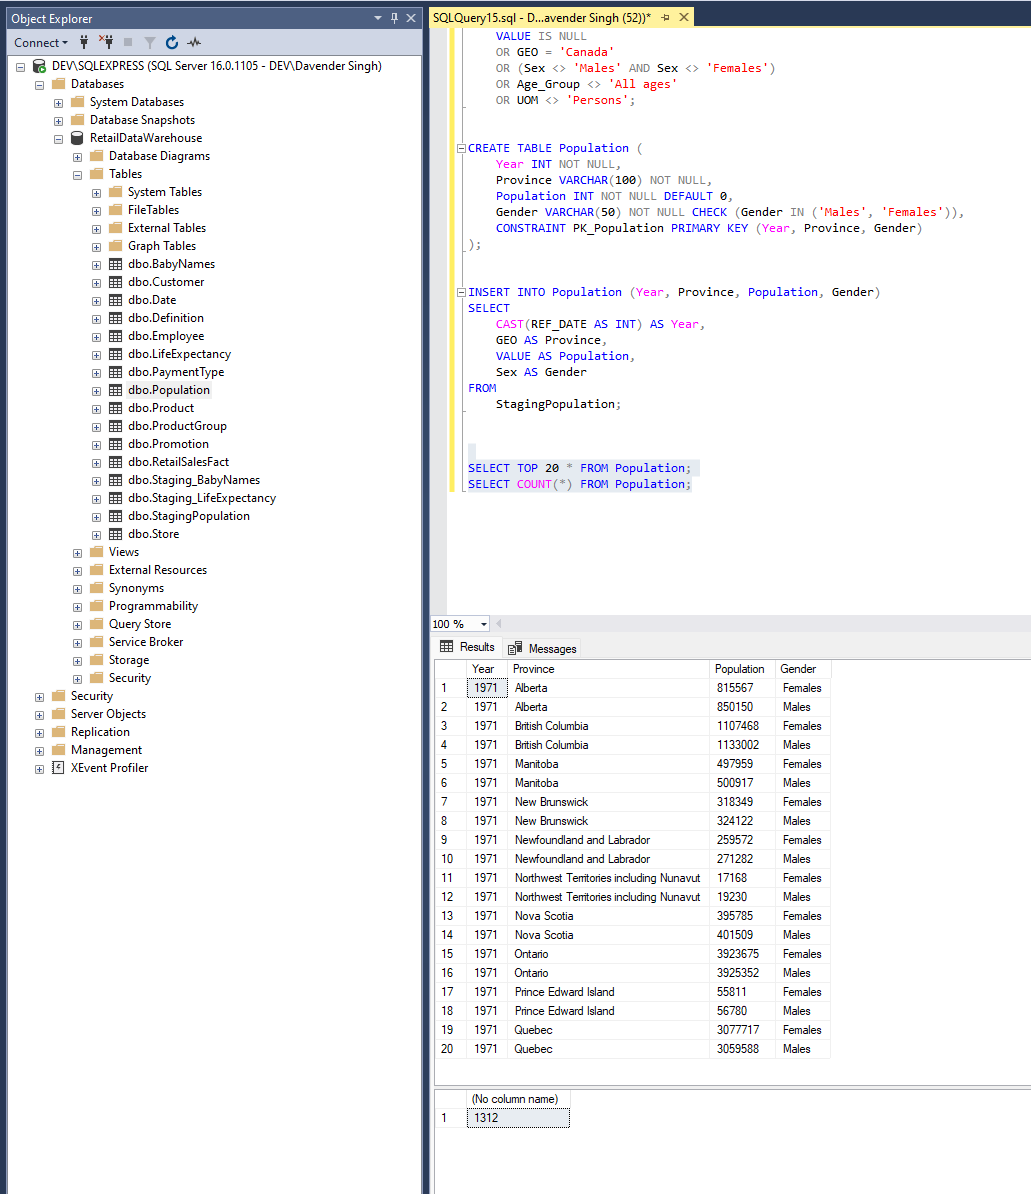 Object Explorer
Connect
DEV\SQLEXPRESS (SQL Server 16.0.1105 - DEV\Davender Singh)
Databases
System Databases
Database Snapshots
RetailDataWarehouse
Database Diagrams
Tables
System Tables
FileTables
External Tables
Graph Tables
dbo.BabyNames
dbo.Customer
dbo.Date
dbo.Definition
dbo.Employee
dbo.LifeExpectancy
dbo.PaymentType
dbo.Population
dbo.Product
dbo.ProductGroup
dbo.Promotion
dbo.RetailSalesFact
dbo.Staging_BabyNames
dbo.Staging_LifeExpectancy
dbo.StagingPopulation
dbo.Store
Views
External Resources
Synonyms
Programmability
Query Store
Service Broker
Storage
Security
Security
Server Objects
Replication
Management
XEvent Profiler
SQLQuery15.sql - D...avender Singh (52))*
VALUE IS NULL
OR GEO = 'Canada'
OR (Sex <> 'Males' AND Sex <> 'Females')
OR Age_Group <> 'All ages'
OR UOM <> 'Persons';
CREATE TABLE Population (
Year INT NOT NULL,
Province VARCHAR(100) NOT NULL,
Population INT NOT NULL DEFAULT 0,
Gender VARCHAR(50) NOT NULL CHECK (Gender IN ('Males', 'Females')),
CONSTRAINT PK_Population PRIMARY KEY (Year, Province, Gender)
);
INSERT INTO Population (Year, Province, Population, Gender)
SELECT
CAST(REF_DATE AS INT) AS Year,
GEO AS Province,
VALUE AS Population,
Sex AS Gender
FROM
StagingPopulation;
SELECT TOP 20 * FROM Population;
SELECT COUNT(*) FROM Population;
100 %
Results Messages
Year Province Population Gender
1 1971 Alberta 815567 Females
2 1971 Alberta 850150 Males
3 1971 British Columbia 1107468 Females
4 1971 British Columbia 1133002 Males
5 1971 Manitoba 497959 Females
6 1971 Manitoba 500917 Males
7 1971 New Brunswick 318349 Females
8 1971 New Brunswick 324122 Males
9 1971 Newfoundland and Labrador 259572 Females
10 1971 Newfoundland and Labrador 271282 Males
11 1971 Northwest Territories including Nunavut 17168 Females
12 1971 Northwest Territories including Nunavut 19230 Males
13 1971 Nova Scotia 395785 Females
14 1971 Nova Scotia 401509 Males
15 1971 Ontario 3923675 Females
16 1971 Ontario 3925352 Males
17 1971 Prince Edward Island 55811 Females
18 1971 Prince Edward Island 56780 Males
19 1971 Quebec 3077717 Females
20 1971 Quebec 3059588 Males
(No column name)
1 1312